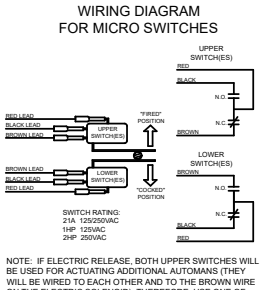 WIRING DIAGRAM
FOR MICRO SWITCHES
UPPER
SWITCH(ES)
RED
BLACK
N.O.
N.C
BROWN
RED LEAD
BLACK LEAD
BROWN LEAD
UPPER
SWITCH(ES)
"FIRED"
POSITION
BROWN LEAD
BLACK LEAD
RED LEAD
LOWER
SWITCH(ES)
"COCKED"
POSITION
LOWER
SWITCH(ES)
BROWN
N.O.
N.C
BLACK
RED
SWITCH RATING:
21A 125/250VAC
1HP 125VAC
2HP 250VAC
NOTE: IF ELECTRIC RELEASE, BOTH UPPER SWITCHES WILL
BE USED FOR ACTUATING ADDITIONAL AUTOMANS (THEY
WILL BE WIRED TO EACH OTHER AND TO THE BROWN WIRE